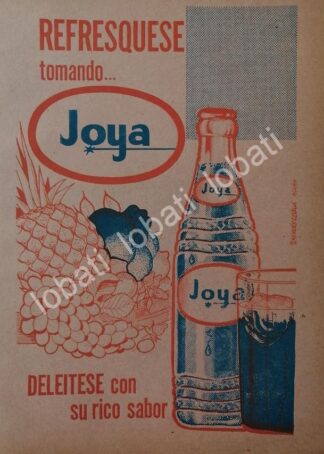 REFRESQUESE
tomando...
Joya
lobati lobati lobati
Joya
Joya
DELEITESE con
su rico sabor